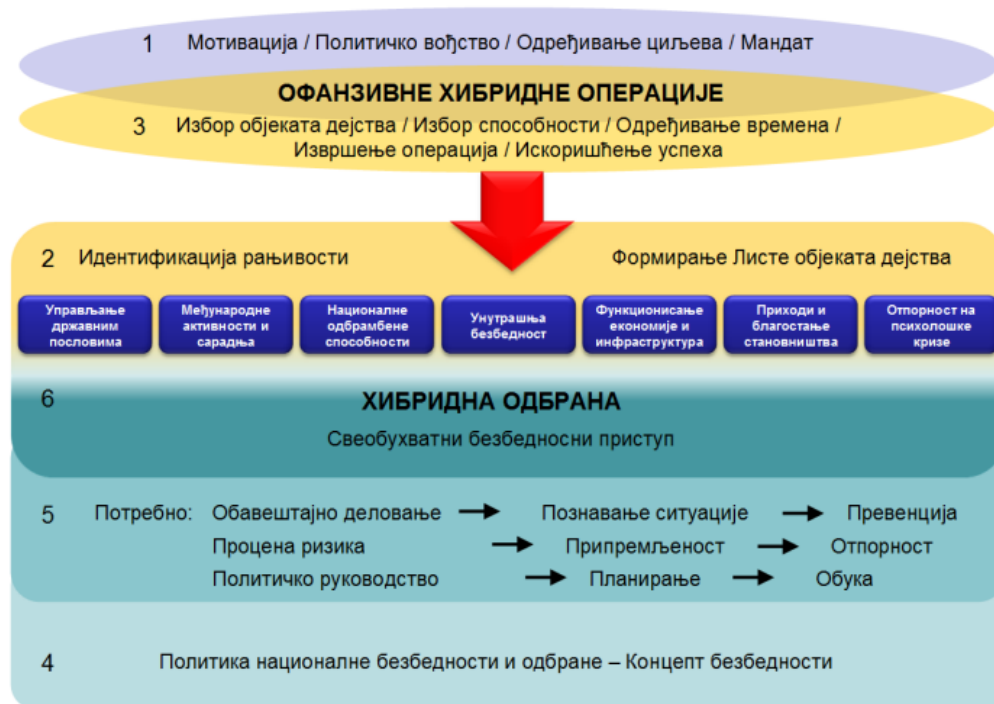 1 Мотивација / Политичко вођство / Одређивање циљева / Мандат
ОФАНЗИВНЕ ХИБРИДНЕ ОПЕРАЦИЈЕ
3 Избор објеката дејства / Избор способности / Одређивање времена /
Извршење операција / Искоришћење успеха
2 Идентификација рањивости
Формирање Листе објеката дејства
Управљање
државним
пословима
Међународне
активности и
сарадња
Националне
одбрамбене
способности
Унутрашња
безбедност
Функционисање
економије и
инфраструктура
Приходи и
благостање
становништва
Отпорност на
психолошке
кризе
6 ХИБРИДНА ОДБРАНА
Свеобухватни безбедносни приступ
5 Потребно: Обавештајно деловање → Познавање ситуације → Превенција
Процена ризика → Припремљеност → Отпорност
Политичко руководство → Планирање → Обука
4 Политика националне безбедности и одбране – Концепт безбедности